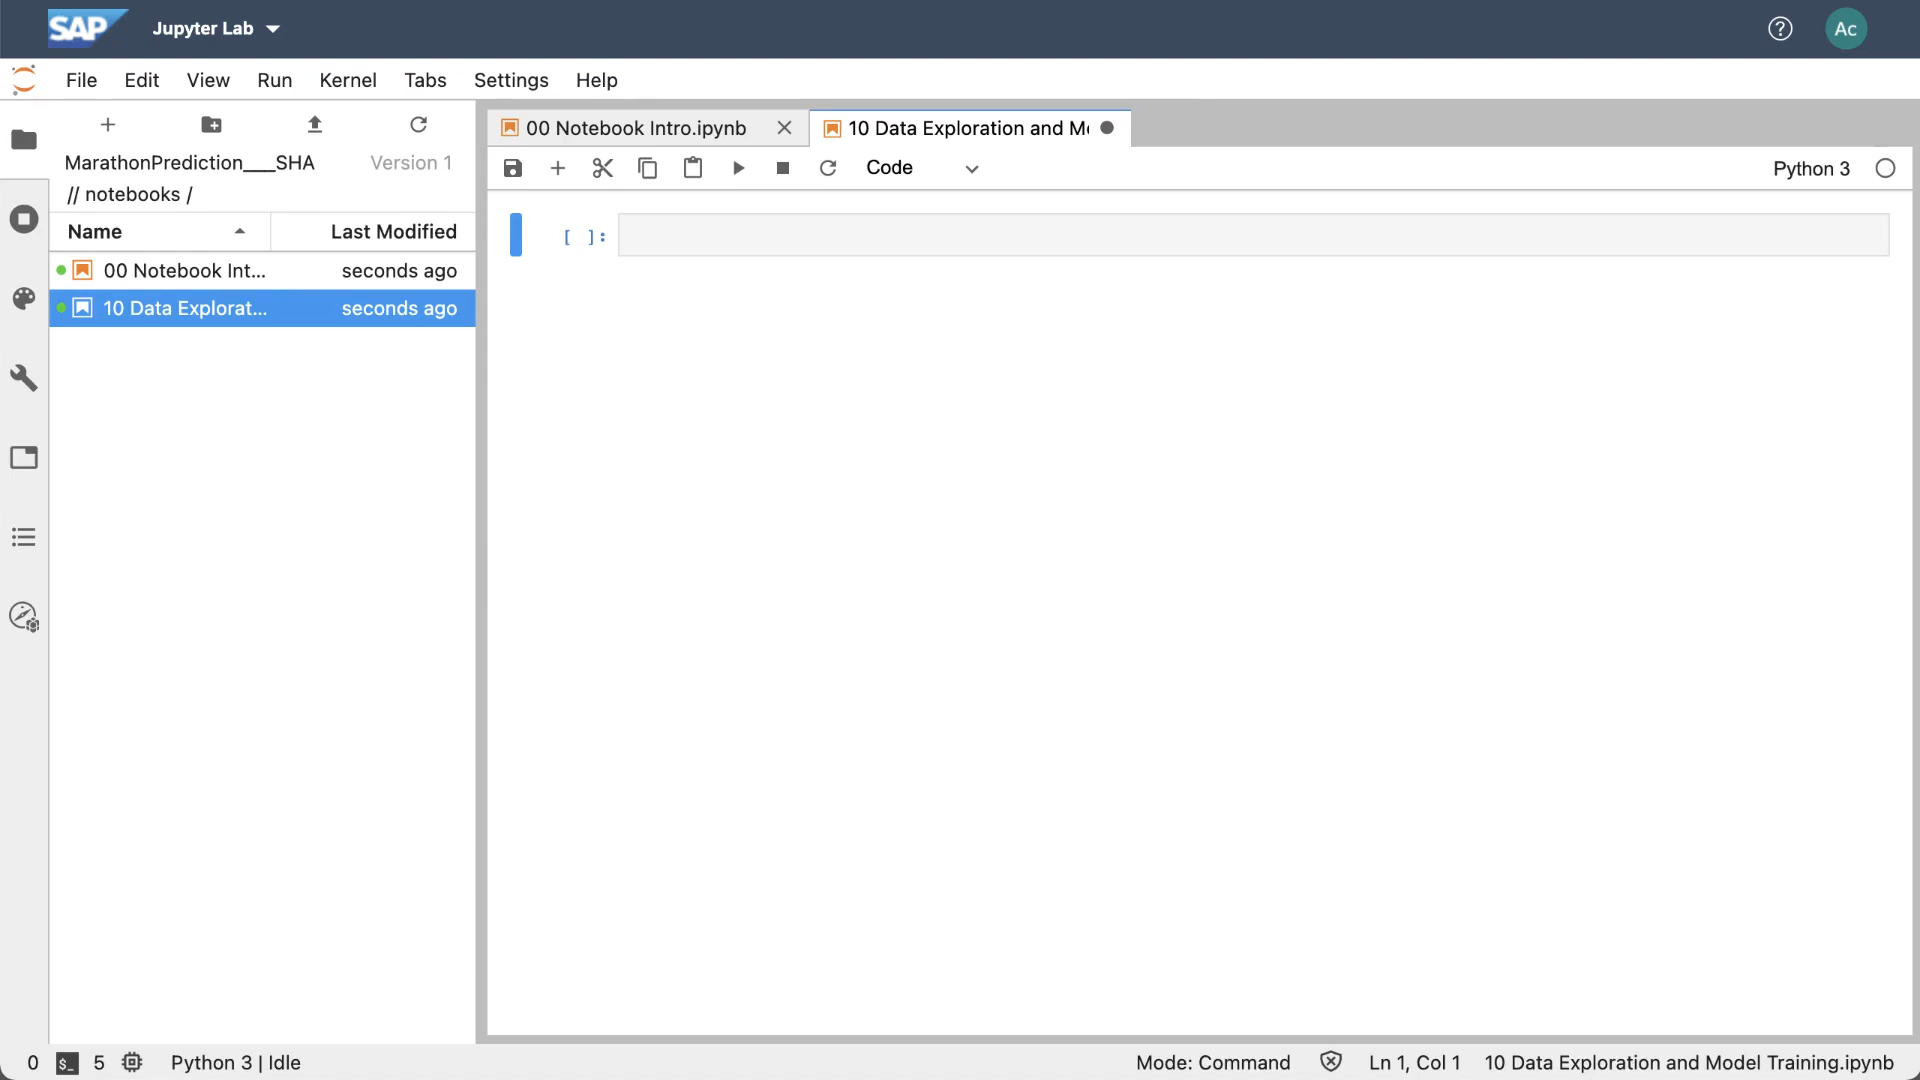 SAP Jupyter Lab Ac
File Edit View Run Kernel Tabs Settings Help
00 Notebook Intro.ipynb 10 Data Exploration and Mo
MarathonPrediction___SHA Version 1
// notebooks /
Code Python 3
Name Last Modified
[ ]:
00 Notebook Int... seconds ago
10 Data Explorat... seconds ago
0 $_ 5 Python 3 | Idle Mode: Command Ln 1, Col 1 10 Data Exploration and Model Training.ipynb